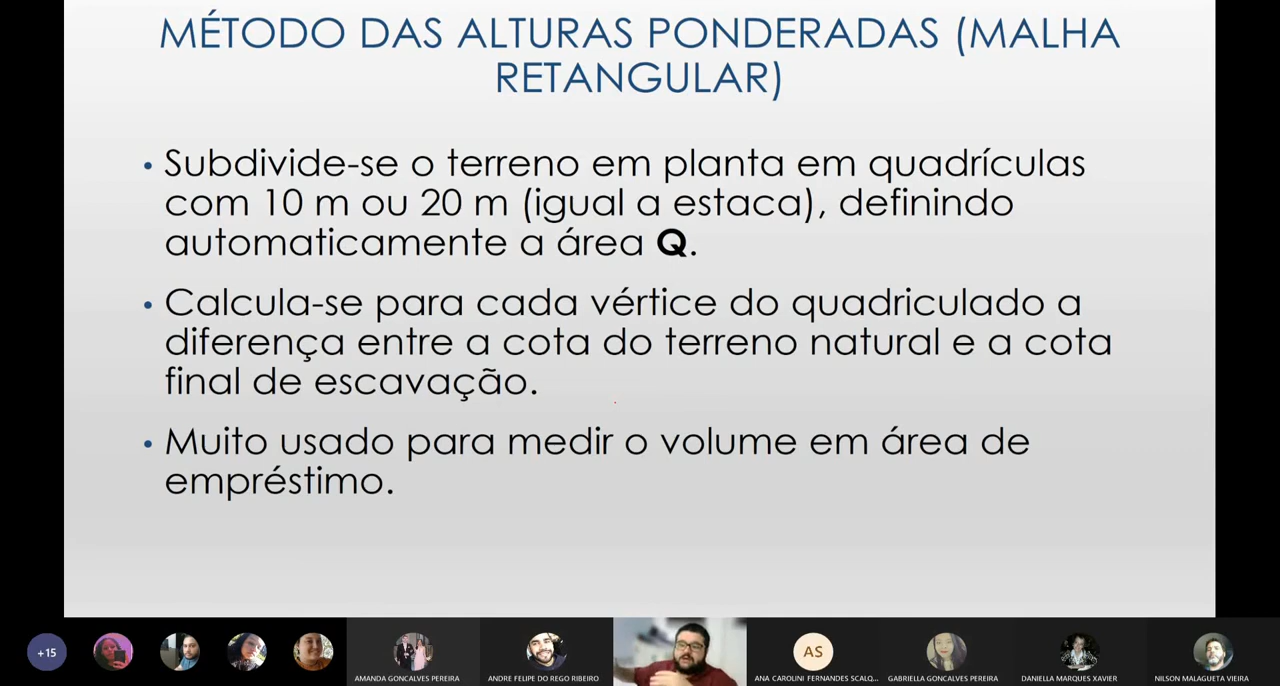 MÉTODO DAS ALTURAS PONDERADAS (MALHA
RETANGULAR)
• Subdivide-se o terreno em planta em quadrículas
com 10 m ou 20 m (igual a estaca), definindo
automaticamente a área Q.
• Calcula-se para cada vértice do quadriculado a
diferença entre a cota do terreno natural e a cota
final de escavação.
• Muito usado para medir o volume em área de
empréstimo.
+15
AS
AMANDA GONCALVES PEREIRA
ANDRE FELIPE DO REGO RIBEIRO
ANA CAROLINI FERNANDES SCALQ...
GABRIELLA GONCALVES PEREIRA
DANIELLA MARQUES XAVIER
NILSON MALAGUETA VIEIRA